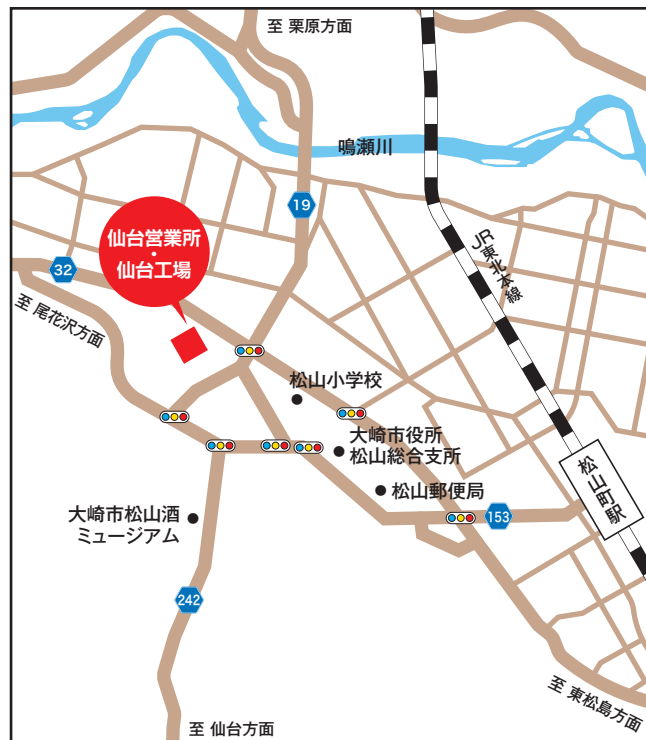 至 栗原方面
鳴瀬川
19
仙台営業所
・
仙台工場
32
JR東北本線
至 尾花沢方面
松山小学校
大崎市役所
松山総合支所
松山郵便局
松山町駅
大崎市松山酒
ミュージアム
153
242
至 東松島方面
至 仙台方面